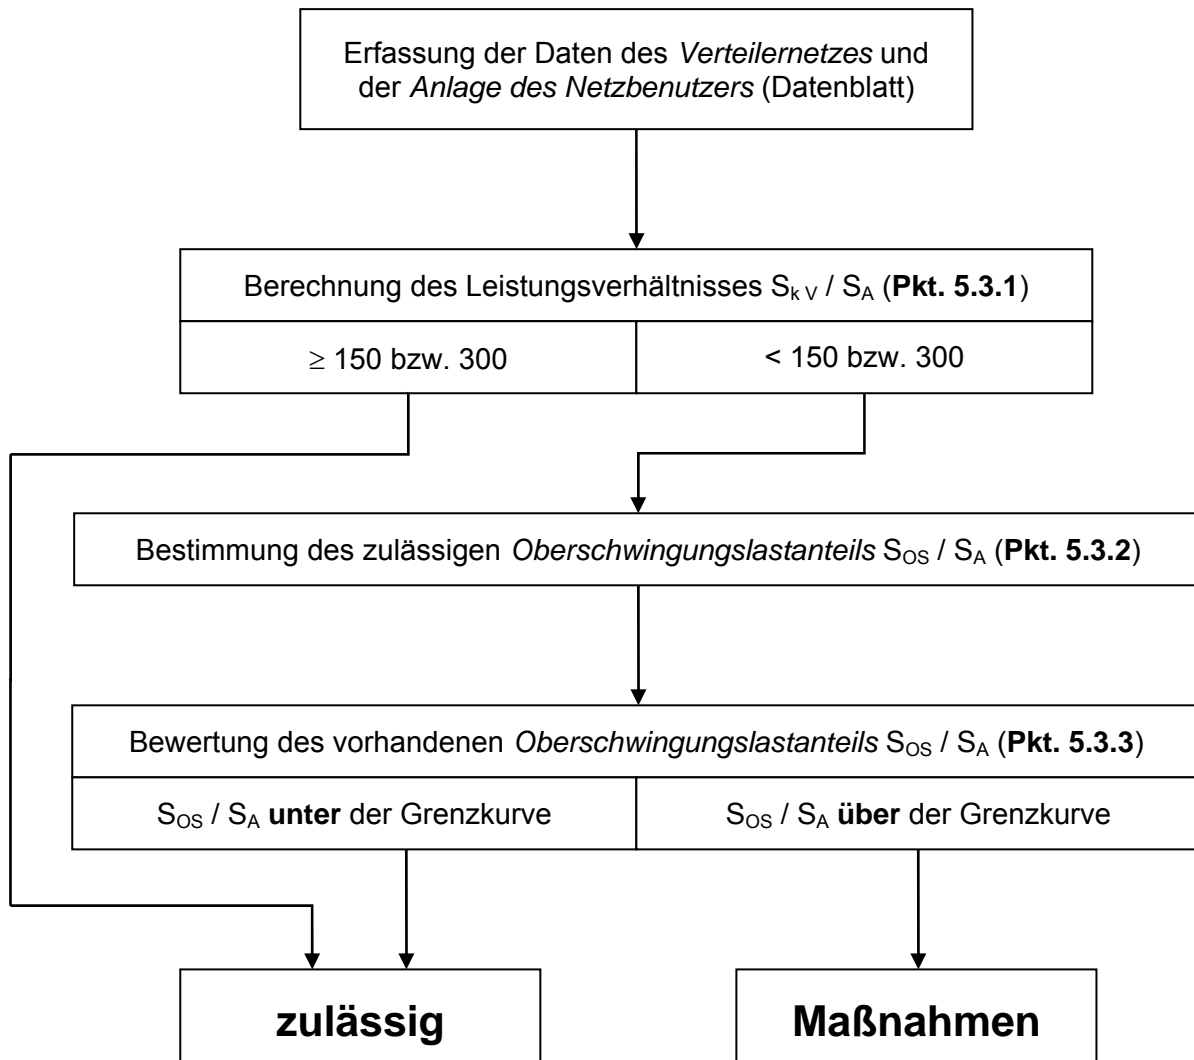 Erfassung der Daten des Verteilernetzes und
der Anlage des Netzbenutzers (Datenblatt)
Berechnung des Leistungsverhältnisses Sk V / SA (Pkt. 5.3.1)
≥ 150 bzw. 300
< 150 bzw. 300
Bestimmung des zulässigen Oberschwingungslastanteils SOS / SA (Pkt. 5.3.2)
Bewertung des vorhandenen Oberschwingungslastanteils SOS / SA (Pkt. 5.3.3)
SOS / SA unter der Grenzkurve
SOS / SA über der Grenzkurve
zulässig
Maßnahmen